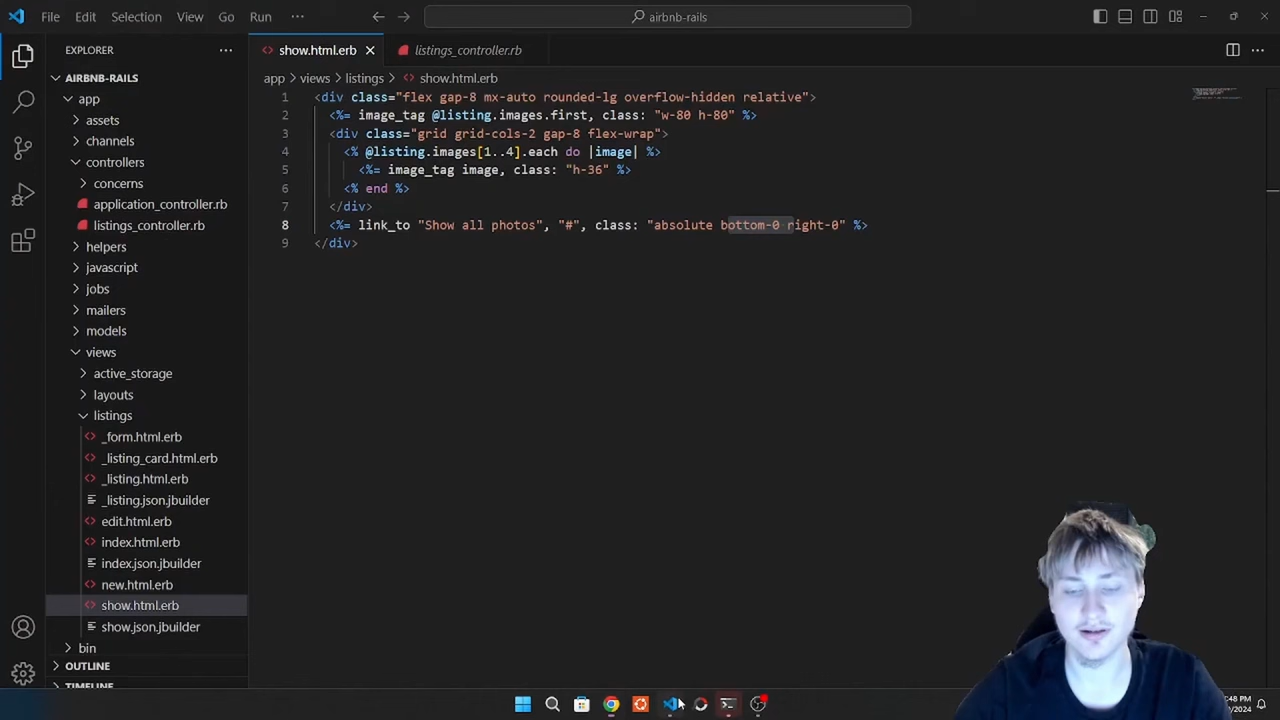 File Edit Selection View Go Run ··· airbnb-rails
EXPLORER ···
show.html.erb
listings_controller.rb
AIRBNB-RAILS
app > views > listings > show.html.erb
app
assets
channels
controllers
concerns
application_controller.rb
listings_controller.rb
helpers
javascript
jobs
mailers
models
views
active_storage
layouts
listings
_form.html.erb
_listing_card.html.erb
_listing.html.erb
_listing.json.jbuilder
edit.html.erb
index.html.erb
index.json.jbuilder
new.html.erb
show.html.erb
show.json.jbuilder
bin
OUTLINE
TIMELINE
1 <div class="flex gap-8 mx-auto rounded-lg overflow-hidden relative">
2 <%= image_tag @listing.images.first, class: "w-80 h-80" %>
3 <div class="grid grid-cols-2 gap-8 flex-wrap">
4 <% @listing.images[1..4].each do |image| %>
5 <%= image_tag image, class: "h-36" %>
6 <% end %>
7 </div>
8 <%= link_to "Show all photos", "#", class: "absolute bottom-0 right-0" %>
9 </div>
:48 PM
/2024